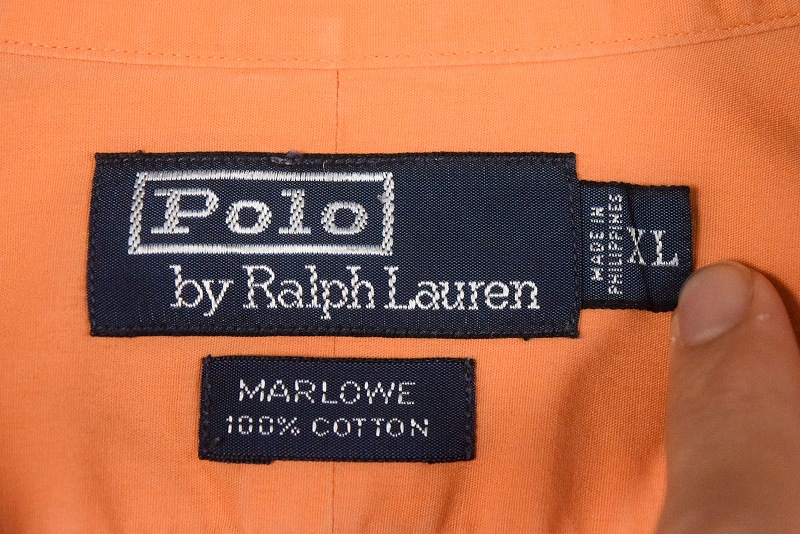 Polo
by Ralph Lauren
MADE IN
PHILIPPINES
XL
MARLOWE
100% COTTON